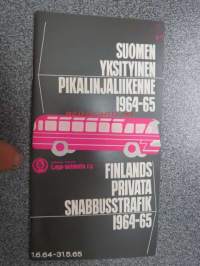 SUOMEN
YKSITYINEN
PIKALINJALIIKENNE
1964-65
FINLANDS
PRIVATA
SNABBUSSTRAFIK
1964-65
1.6.64-31.5.65